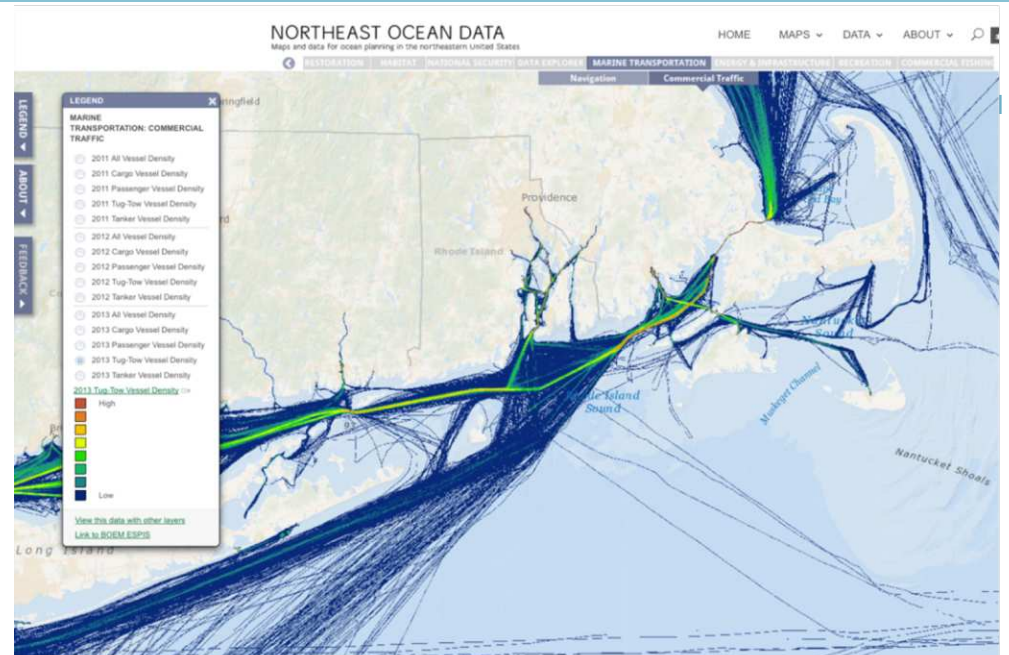 NORTHEAST OCEAN DATA
Maps and data for ocean planning in the northeastern United States
HOME MAPS DATA ABOUT
RESTORATION HABITAT NATIONAL SECURITY DATA EXPLORER MARINE TRANSPORTATION ENERGY & INFRASTRUCTURE RECREATION COMMERCIAL FISHING
Navigation Commercial Traffic
LEGEND
ABOUT
FEEDBACK
LEGEND
MARINE
TRANSPORTATION: COMMERCIAL
TRAFFIC
2011 All Vessel Density
2011 Cargo Vessel Density
2011 Passenger Vessel Density
2011 Tug-Tow Vessel Density
2011 Tanker Vessel Density
2012 All Vessel Density
2012 Cargo Vessel Density
2012 Passenger Vessel Density
2012 Tug-Tow Vessel Density
2012 Tanker Vessel Density
2013 All Vessel Density
2013 Cargo Vessel Density
2013 Passenger Vessel Density
2013 Tug-Tow Vessel Density
2013 Tanker Vessel Density
2013 Tug-Tow Vessel Density
High
Low
View this data with other layers
Link to BOEM ESPIS
Providence
Rhode Island
Nantucket
Sound
Island
Sound
Muskeget Channel
Nantucket Shoals
Long Island